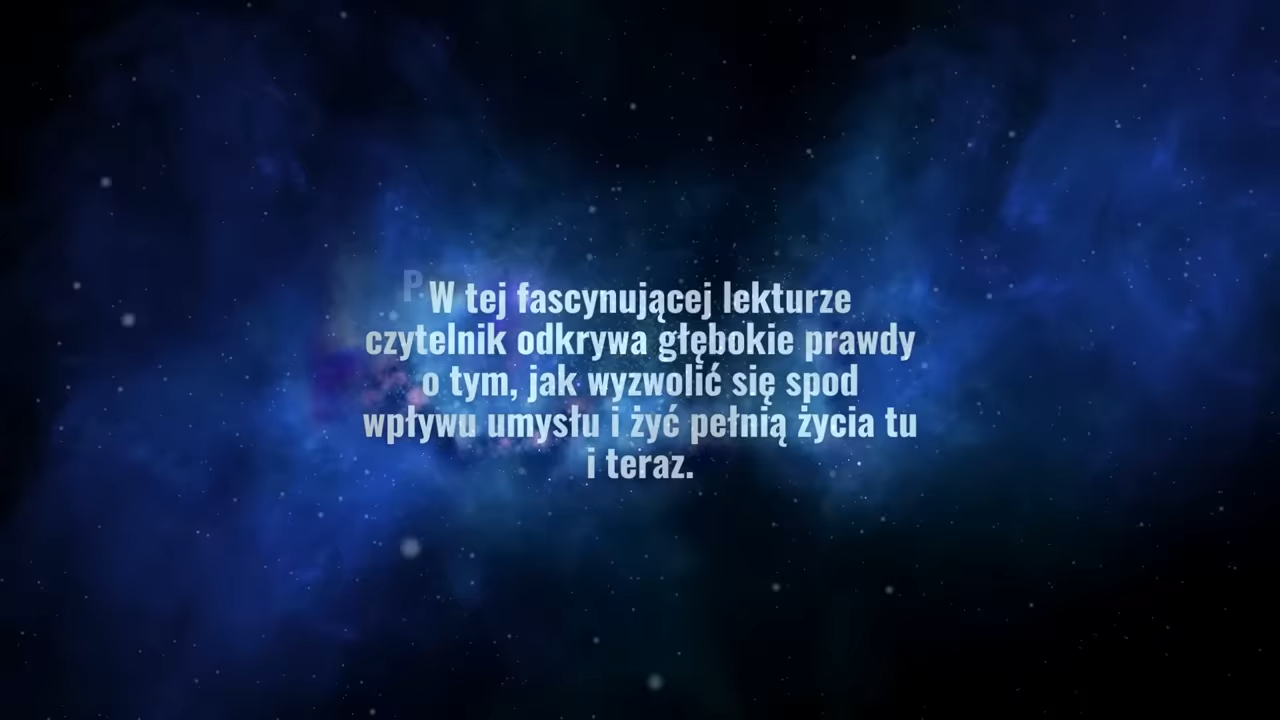 W tej fascynującej lekturze
czytelnik odkrywa głębokie prawdy
o tym, jak wyzwolić się spod
wpływu umysłu i żyć pełnią życia tu
i teraz.